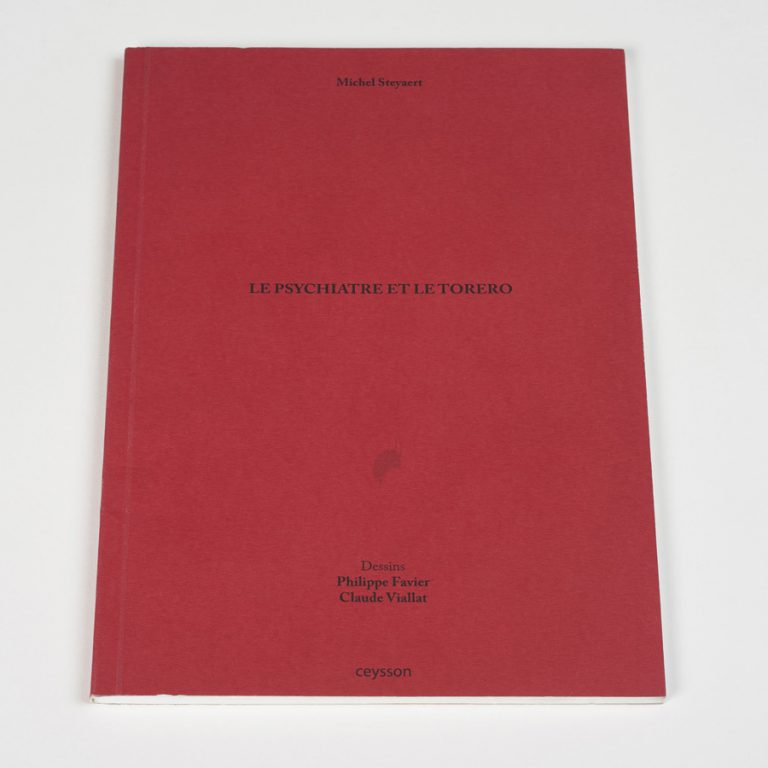 Michel Steyaert
LE PSYCHIATRE ET LE TORERO
Dessins
Philippe Favier
Claude Viallat
ceysson